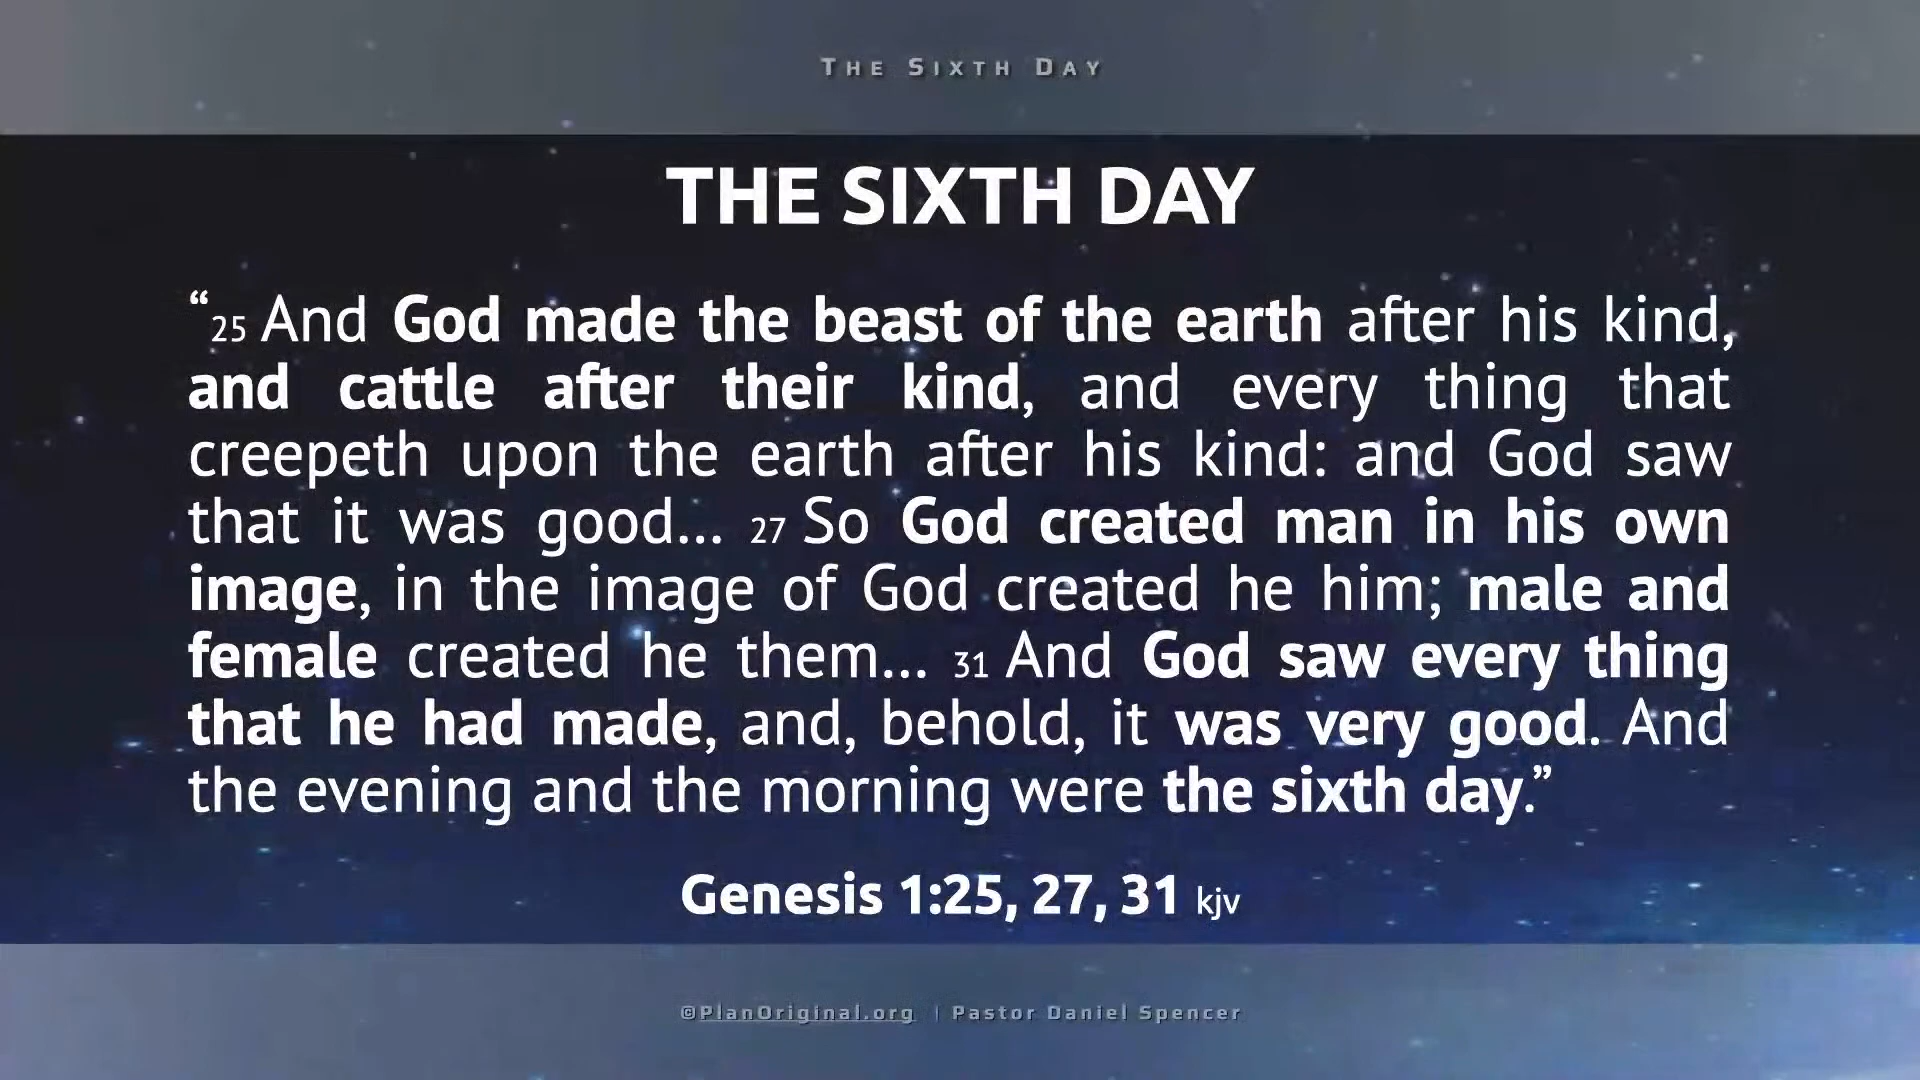 The Sixth Day
THE SIXTH DAY
“25 And God made the beast of the earth after his kind,
and cattle after their kind, and every thing that
creepeth upon the earth after his kind: and God saw
that it was good... 27 So God created man in his own
image, in the image of God created he him; male and
female created he them... 31 And God saw every thing
that he had made, and, behold, it was very good. And
the evening and the morning were the sixth day.”
Genesis 1:25, 27, 31 kjv
©PlanOriginal.org | Pastor Daniel Spencer